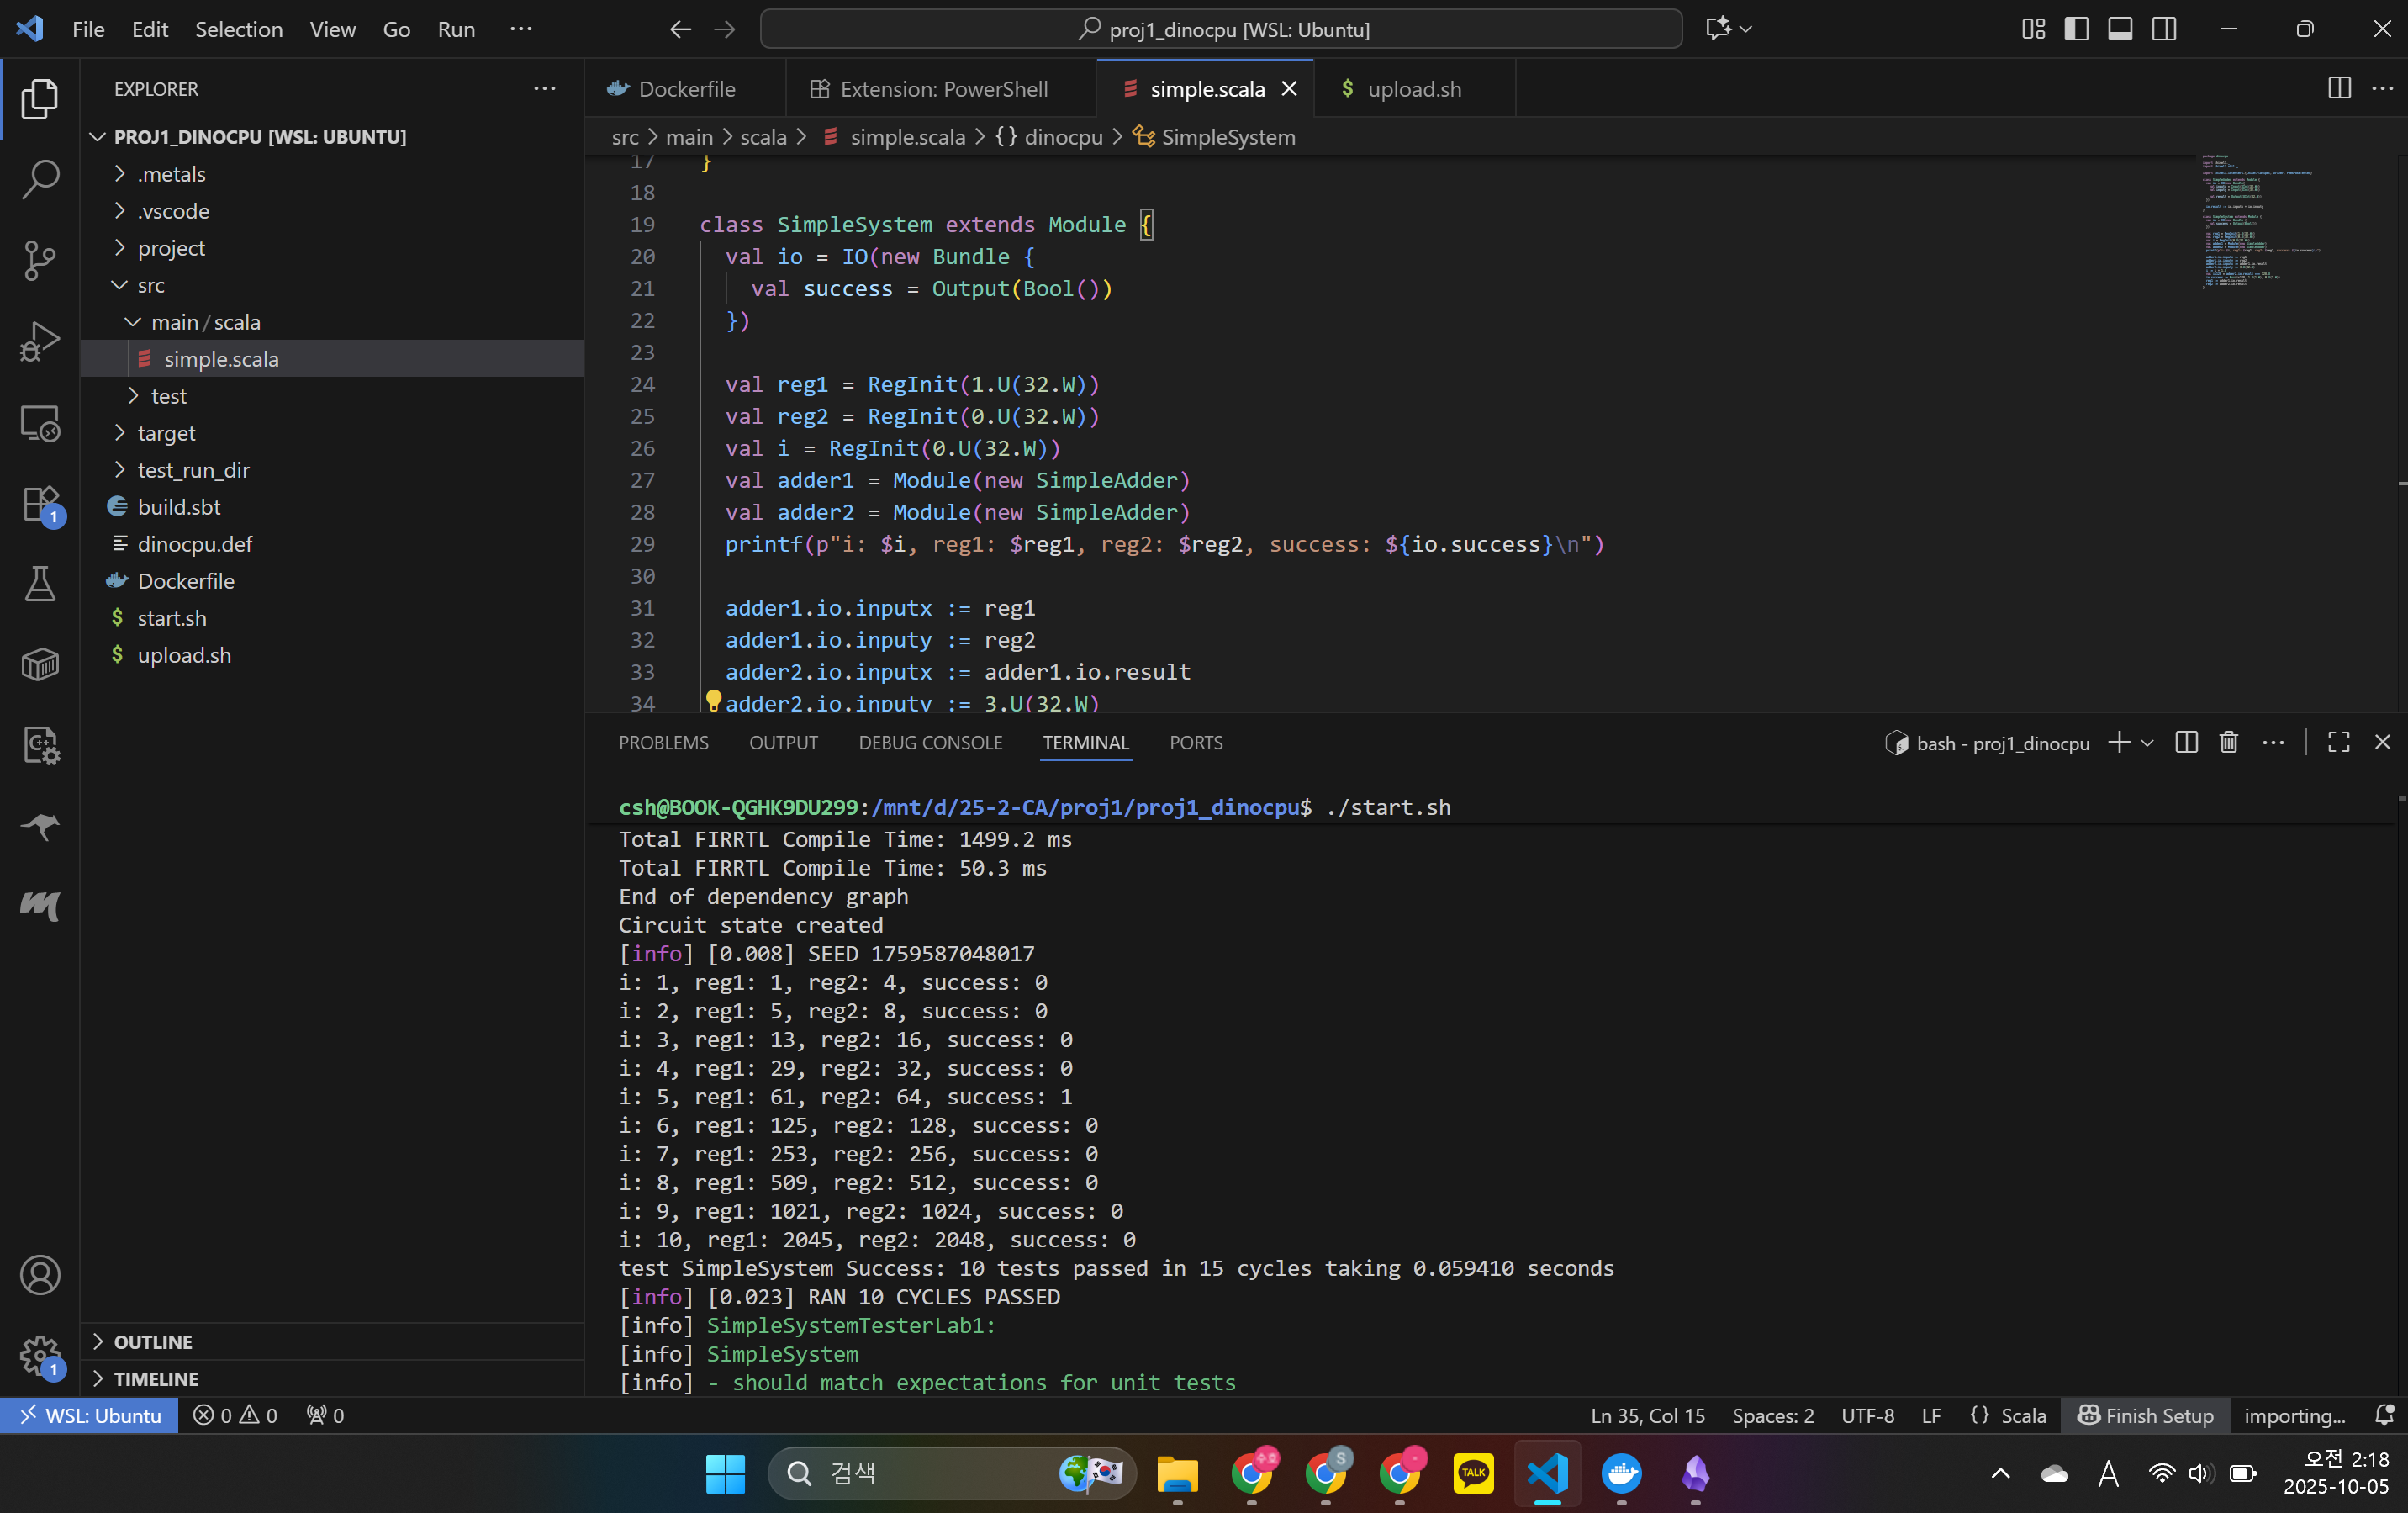 File Edit Selection View Go Run ...
proj1_dinocpu [WSL: Ubuntu]
EXPLORER
PROJ1_DINOCPU [WSL: UBUNTU]
.metals
.vscode
project
src
main/scala
simple.scala
test
target
test_run_dir
build.sbt
dinocpu.def
Dockerfile
start.sh
upload.sh
OUTLINE
TIMELINE
1
1
Dockerfile
Extension: PowerShell
simple.scala
upload.sh
src > main > scala > simple.scala > {} dinocpu > SimpleSystem
17 }
18
19 class SimpleSystem extends Module {
20 val io = IO(new Bundle {
21 val success = Output(Bool())
22 })
23
24 val reg1 = RegInit(1.U(32.W))
25 val reg2 = RegInit(0.U(32.W))
26 val i = RegInit(0.U(32.W))
27 val adder1 = Module(new SimpleAdder)
28 val adder2 = Module(new SimpleAdder)
29 printf(p"i: $i, reg1: $reg1, reg2: $reg2, success: ${io.success}\n")
30
31 adder1.io.inputx := reg1
32 adder1.io.inputy := reg2
33 adder2.io.inputx := adder1.io.result
34 adder2.io.inputy := 3.U(32.W)
PROBLEMS OUTPUT DEBUG CONSOLE TERMINAL PORTS
bash - proj1_dinocpu
csh@BOOK-QGHK9DU299:/mnt/d/25-2-CA/proj1/proj1_dinocpu$ ./start.sh
Total FIRRTL Compile Time: 1499.2 ms
Total FIRRTL Compile Time: 50.3 ms
End of dependency graph
Circuit state created
[info] [0.008] SEED 1759587048017
i: 1, reg1: 1, reg2: 4, success: 0
i: 2, reg1: 5, reg2: 8, success: 0
i: 3, reg1: 13, reg2: 16, success: 0
i: 4, reg1: 29, reg2: 32, success: 0
i: 5, reg1: 61, reg2: 64, success: 1
i: 6, reg1: 125, reg2: 128, success: 0
i: 7, reg1: 253, reg2: 256, success: 0
i: 8, reg1: 509, reg2: 512, success: 0
i: 9, reg1: 1021, reg2: 1024, success: 0
i: 10, reg1: 2045, reg2: 2048, success: 0
test SimpleSystem Success: 10 tests passed in 15 cycles taking 0.059410 seconds
[info] [0.023] RAN 10 CYCLES PASSED
[info] SimpleSystemTesterLab1:
[info] SimpleSystem
[info] - should match expectations for unit tests
WSL: Ubuntu 0 0 0 Ln 35, Col 15 Spaces: 2 UTF-8 LF {} Scala Finish Setup importing...
검색
TALK
A
오전 2:18
2025-10-05